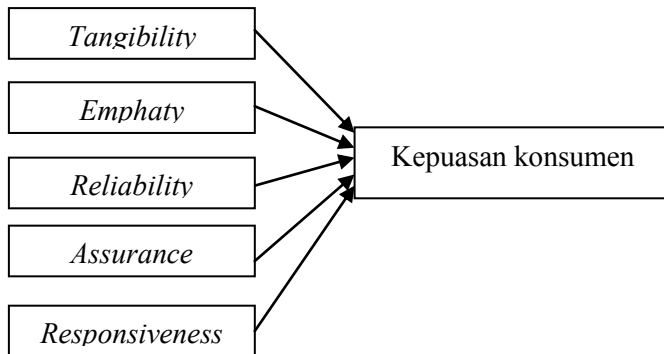 Tangibility
Emphaty
Reliability
Assurance
Responsiveness
Kepuasan konsumen